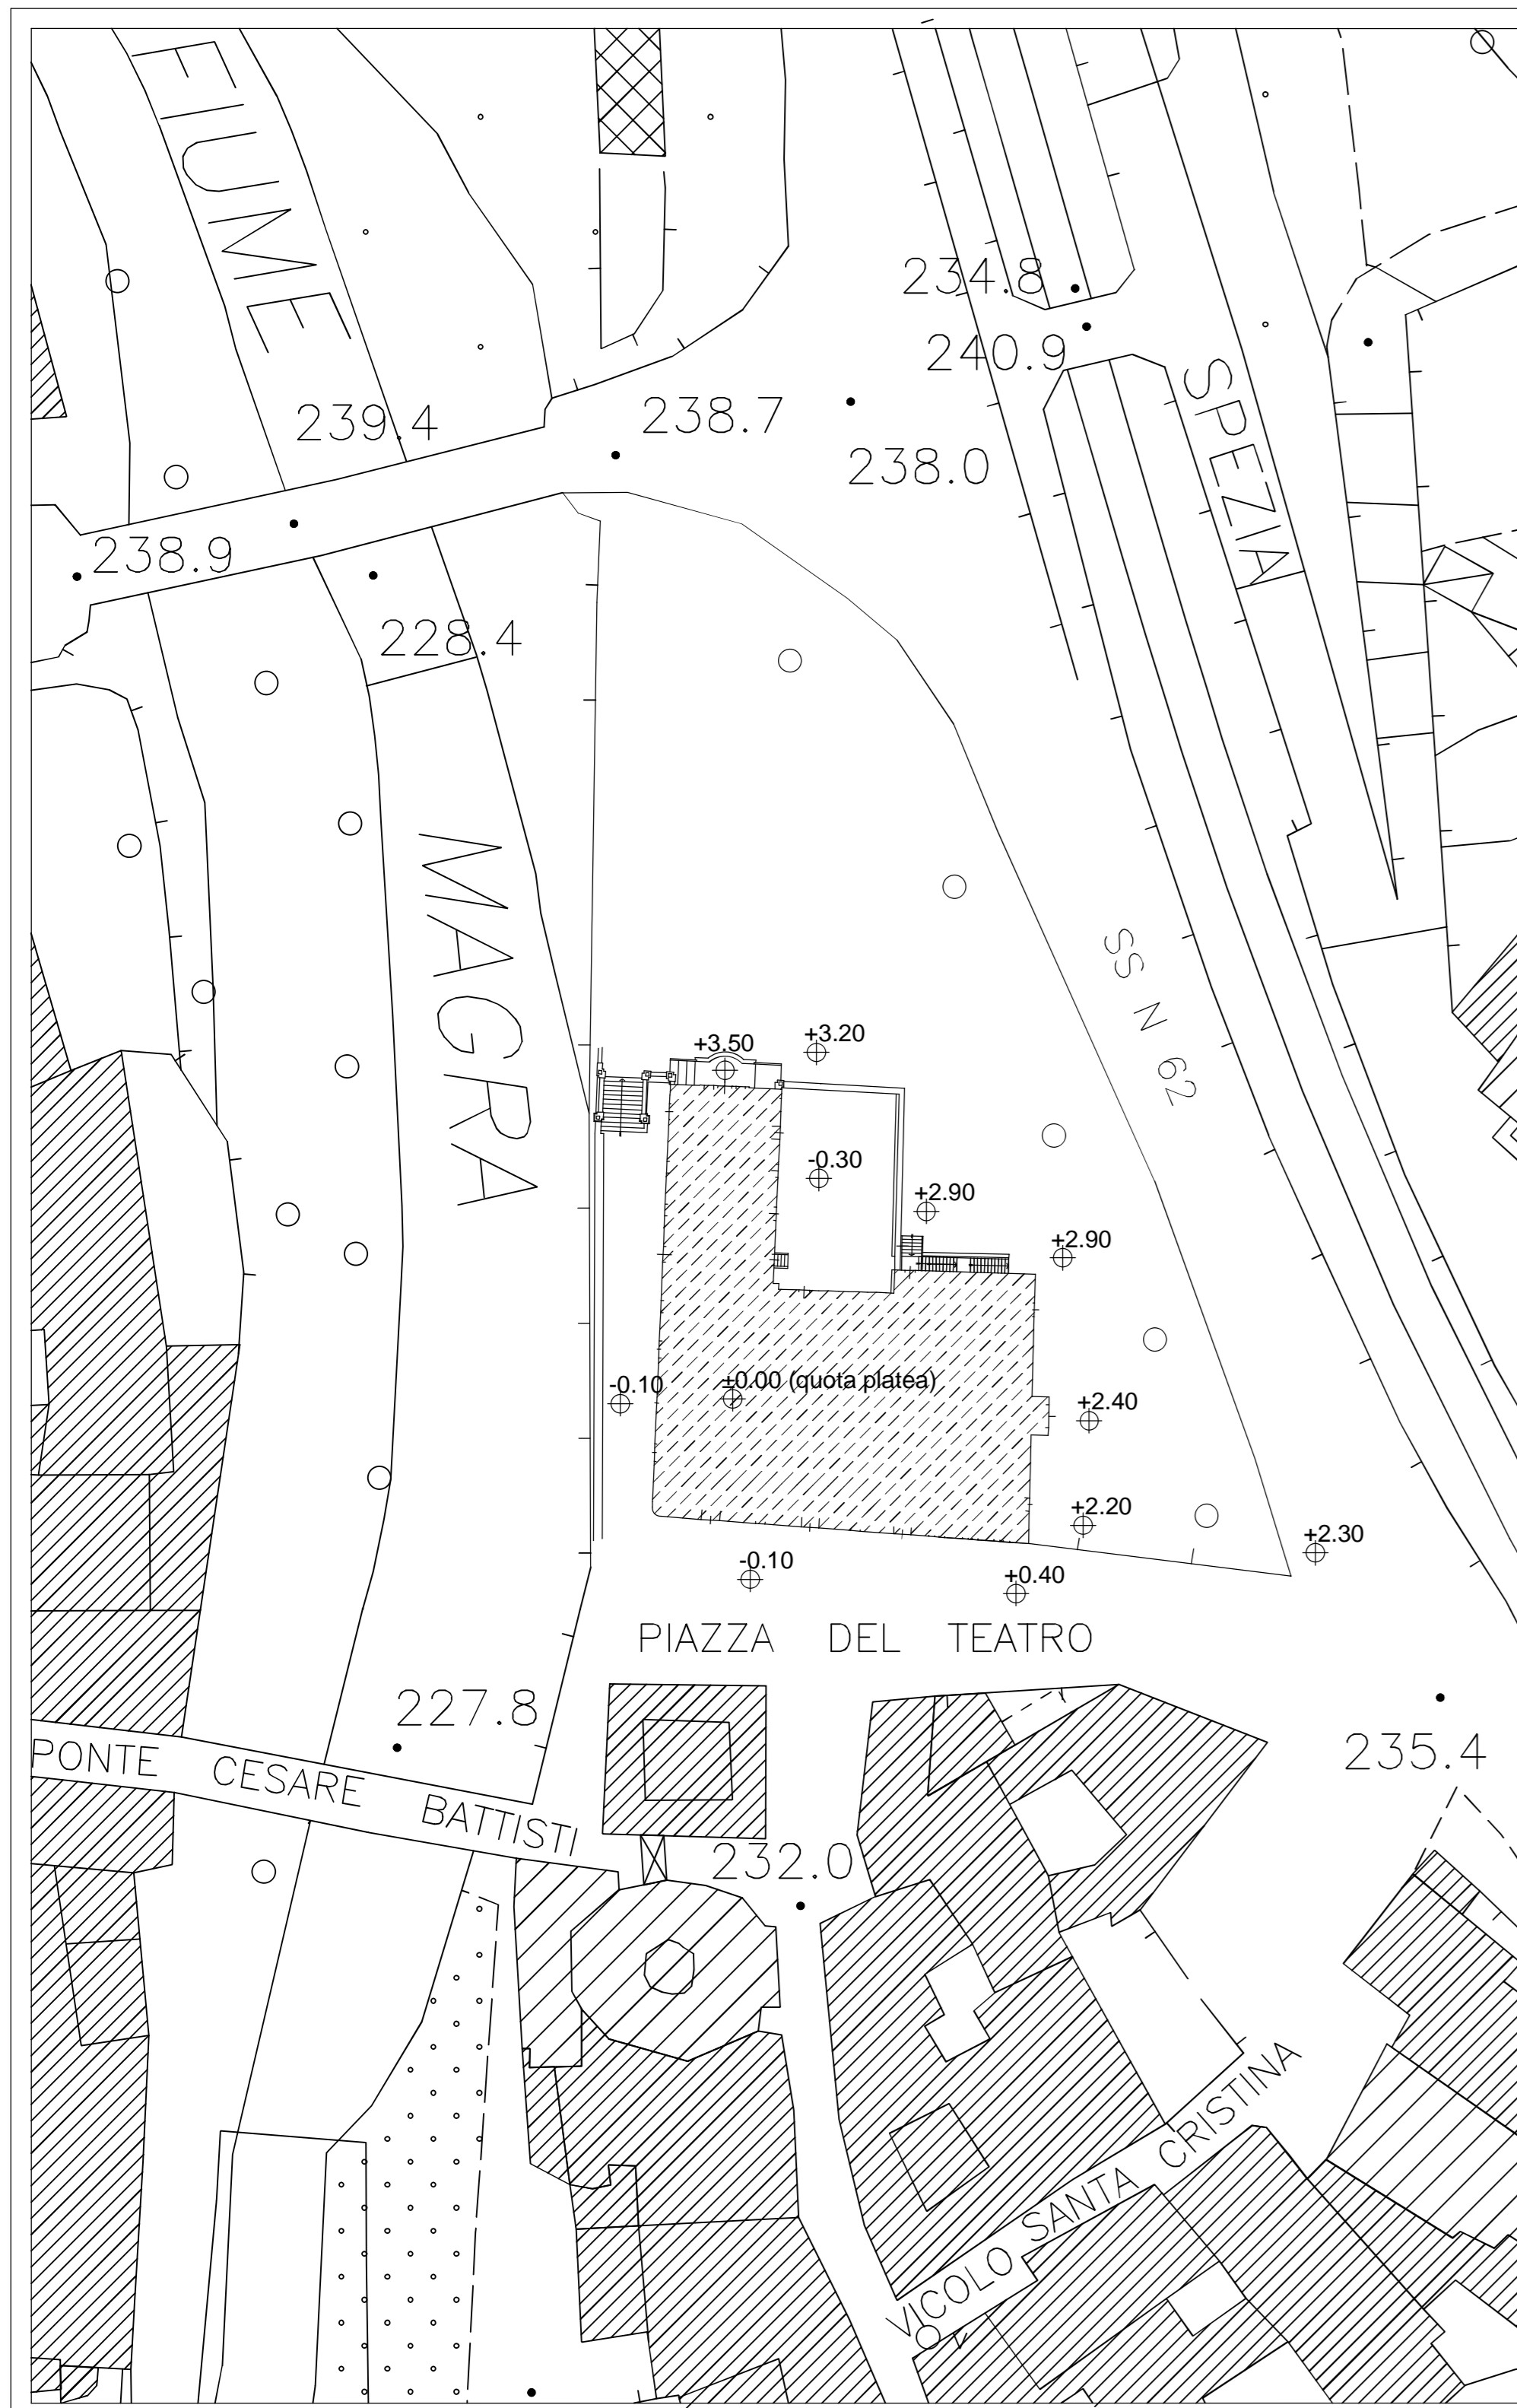 FIUME
234.8
240.9
SPEZIA
239.4
238.7
238.0
238.9
228.4
MAGRA
SS N 62
+3.50
+3.20
-0.30
+2.90
+2.90
-0.10
±0.00 (quota platea)
+2.40
+2.20
+2.30
-0.10
+0.40
PIAZZA DEL TEATRO
227.8
235.4
PONTE CESARE BATTISTI
232.0
VICOLO SANTA CRISTINA